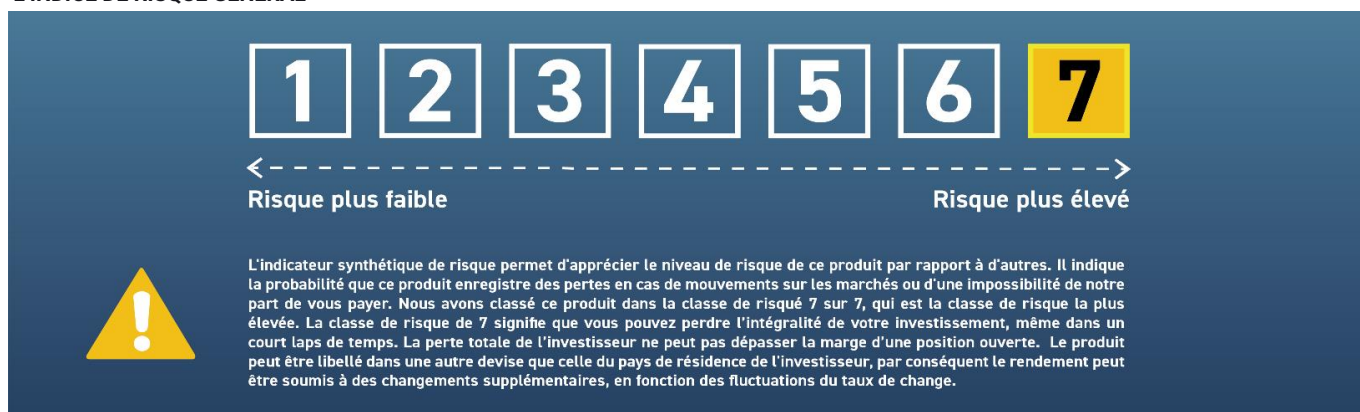 1 2 3 4 5 6 7
Risque plus faible Risque plus élevé
L'indicateur synthétique de risque permet d'apprécier le niveau de risque de ce produit par rapport à d'autres. Il indique
la probabilité que ce produit enregistre des pertes en cas de mouvements sur les marchés ou d'une impossibilité de notre
part de vous payer. Nous avons classé ce produit dans la classe de risqué 7 sur 7, qui est la classe de risque la plus
élevée. La classe de risque de 7 signifie que vous pouvez perdre l'intégralité de votre investissement, même dans un
court laps de temps. La perte totale de l'investisseur ne peut pas dépasser la marge d'une position ouverte. Le produit
peut être libellé dans une autre devise que celle du pays de résidence de l'investisseur, par conséquent le rendement peut
être soumis à des changements supplémentaires, en fonction des fluctuations du taux de change.